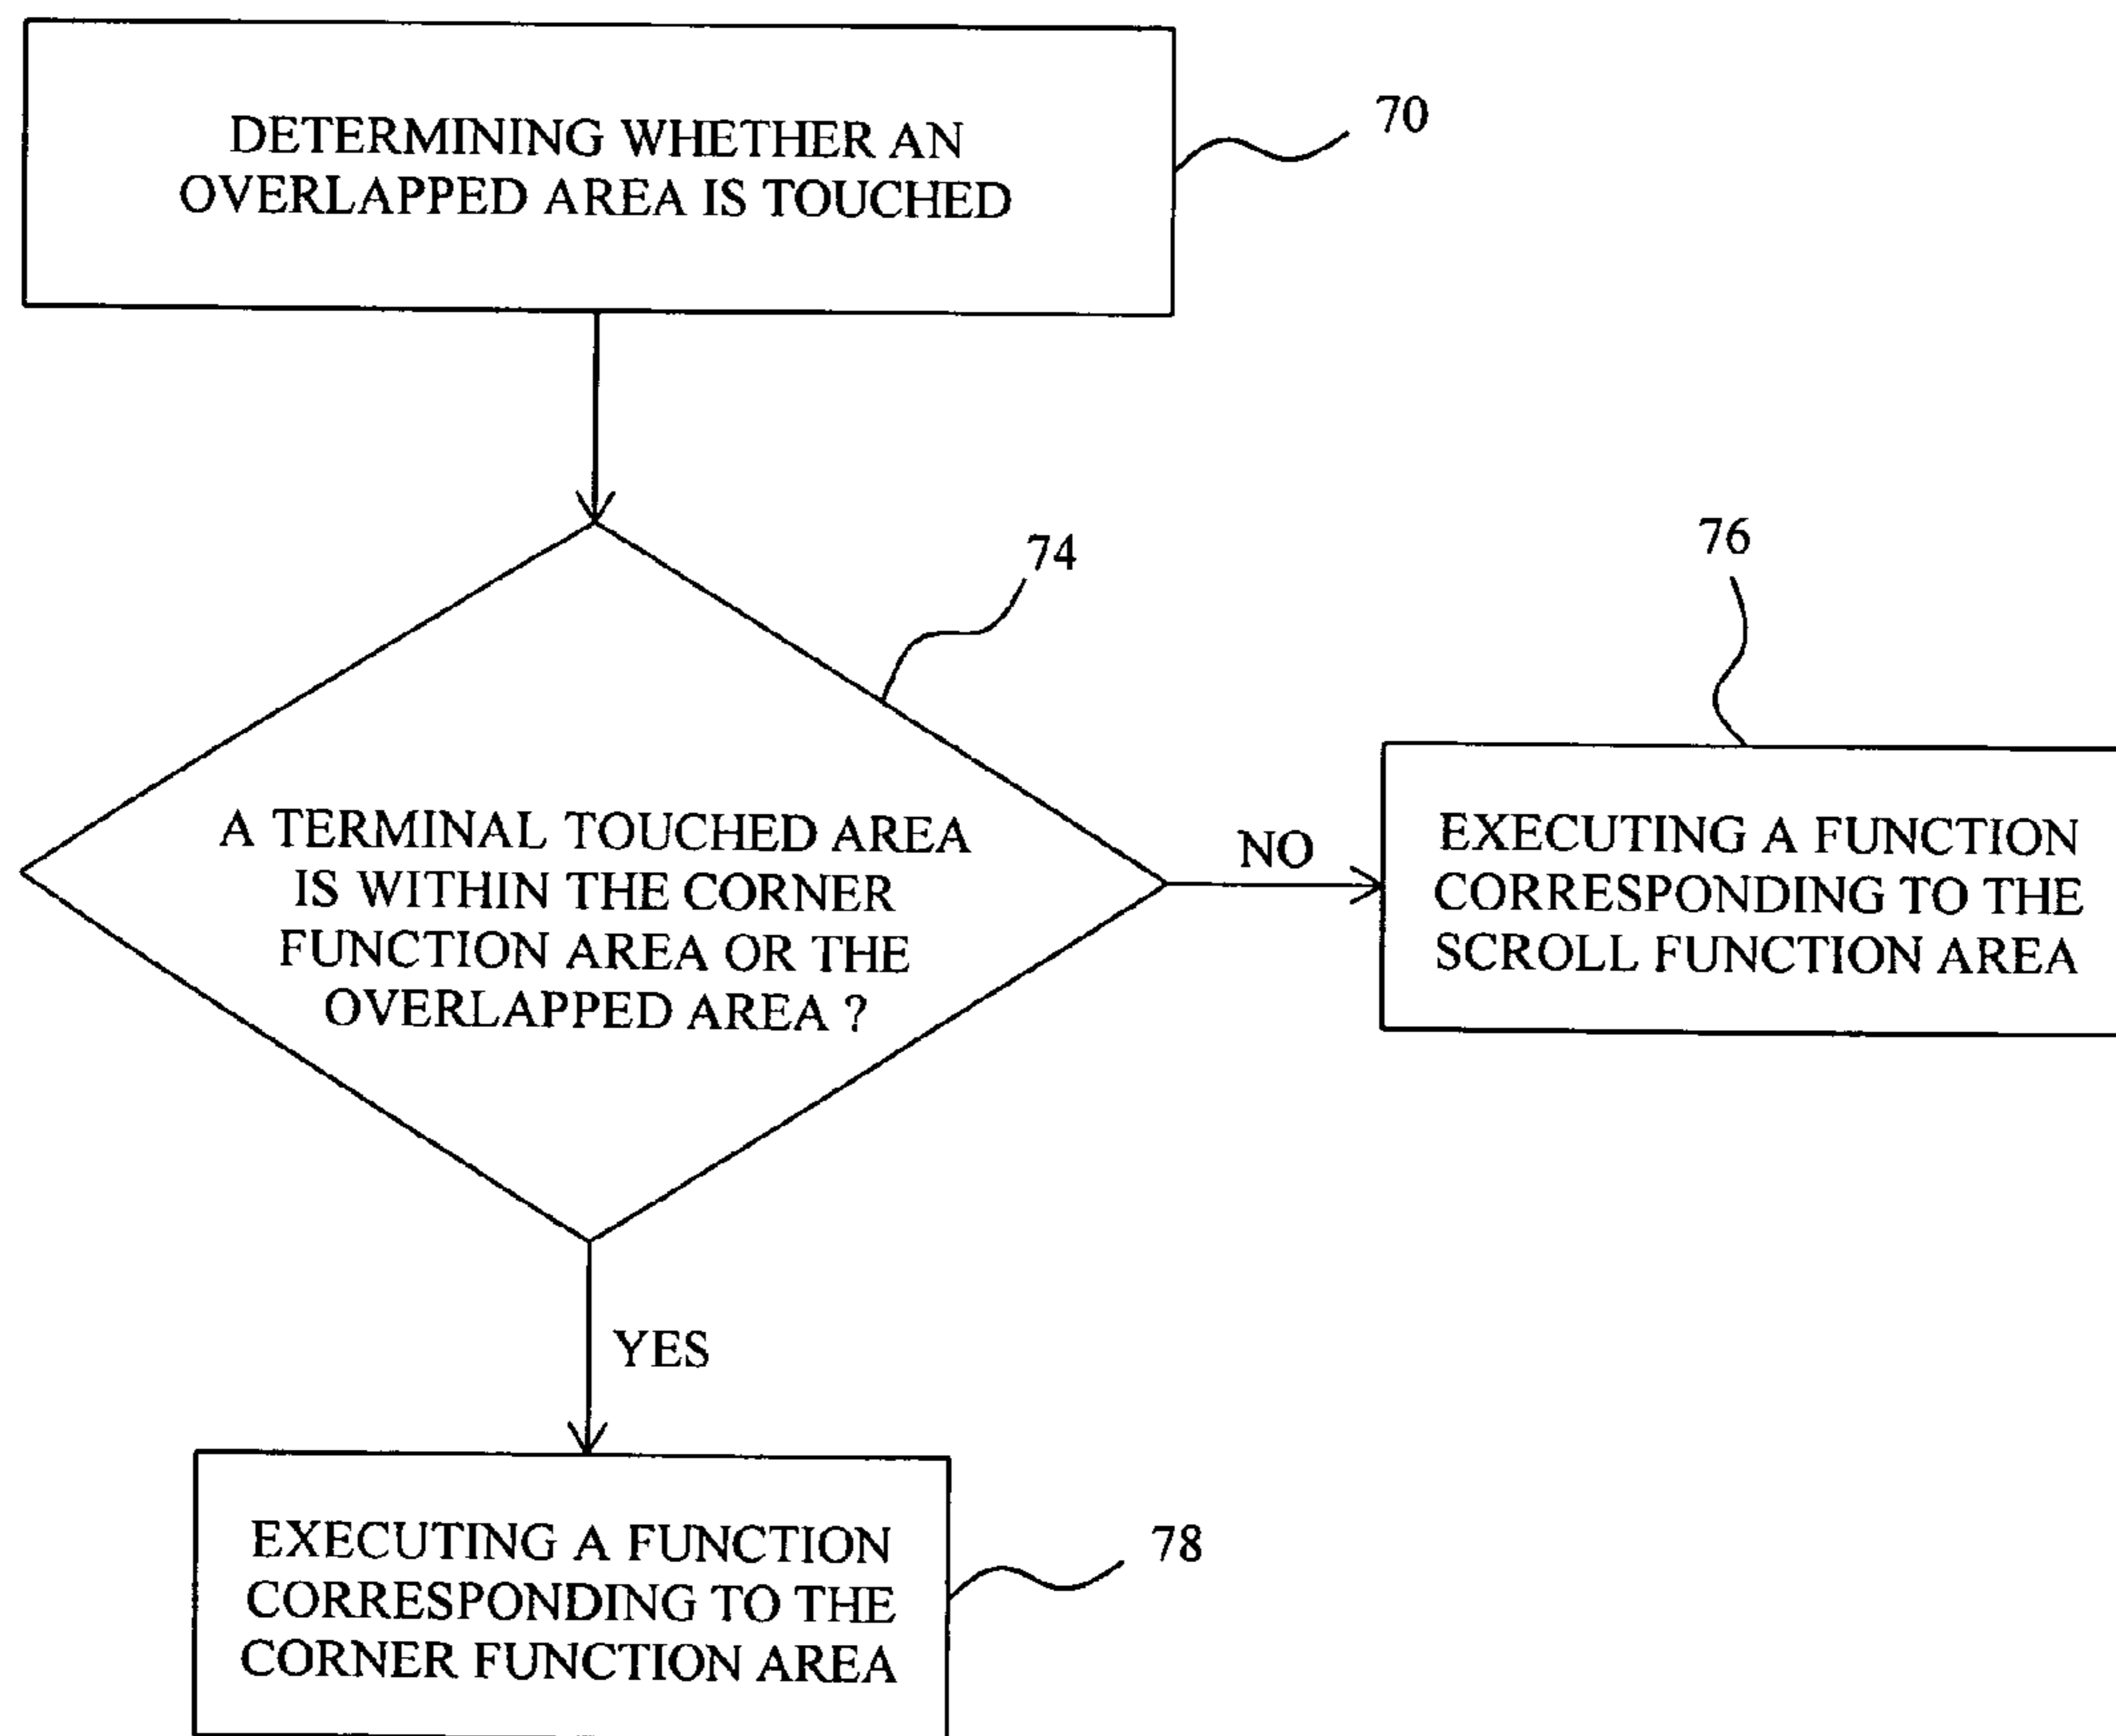 DETERMINING WHETHER AN
OVERLAPPED AREA IS TOUCHED
70
74
76
A TERMINAL TOUCHED AREA
IS WITHIN THE CORNER
FUNCTION AREA OR THE
OVERLAPPED AREA ?
NO
EXECUTING A FUNCTION
CORRESPONDING TO THE
SCROLL FUNCTION AREA
YES
EXECUTING A FUNCTION
CORRESPONDING TO THE
CORNER FUNCTION AREA
78